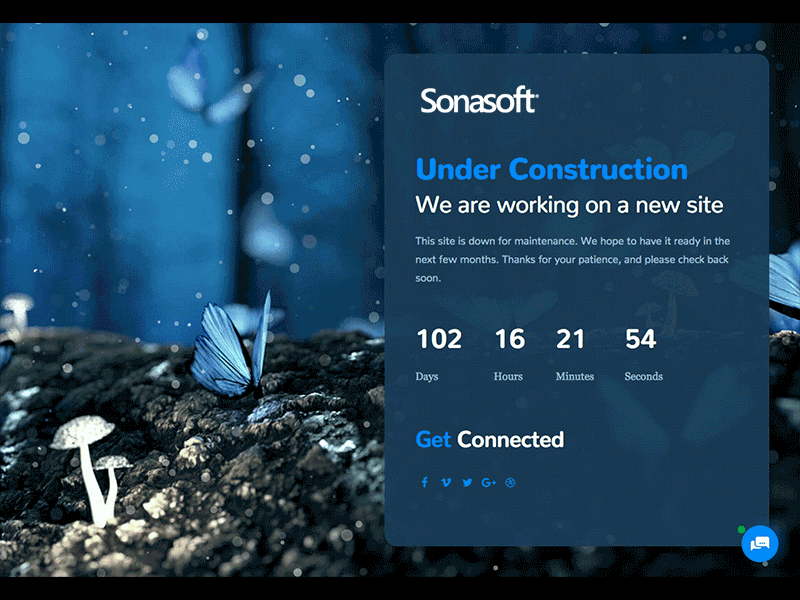 Sonasoft
Under Construction
We are working on a new site
This site is down for maintenance. We hope to have it ready in the
next few months. Thanks for your patience, and please check back
soon.
102 16 21 54
Days Hours Minutes Seconds
Get Connected